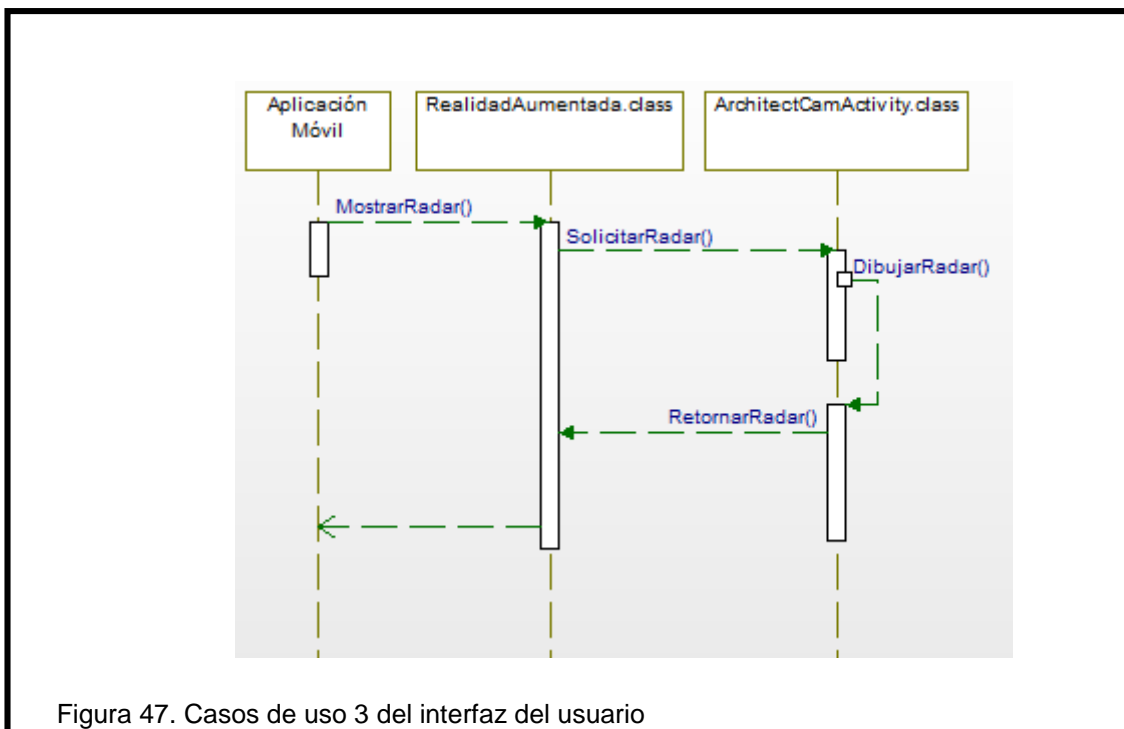 Aplicación
Móvil
RealidadAumentada.class
ArchitectCamActivity.class
MostrarRadar()
SolicitarRadar()
DibujarRadar()
RetornarRadar()
Figura 47. Casos de uso 3 del interfaz del usuario